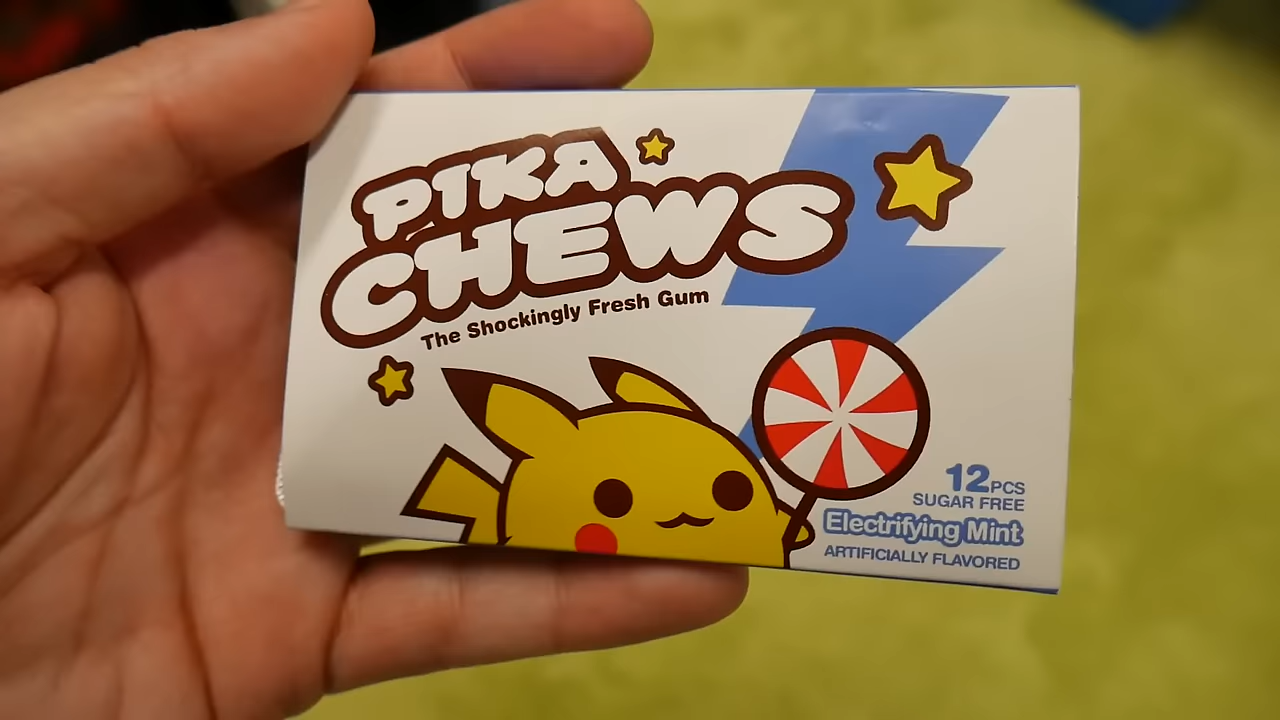 PIKA
CHEWS
The Shockingly Fresh Gum
12PCS
SUGAR FREE
Electrifying Mint
ARTIFICIALLY FLAVORED